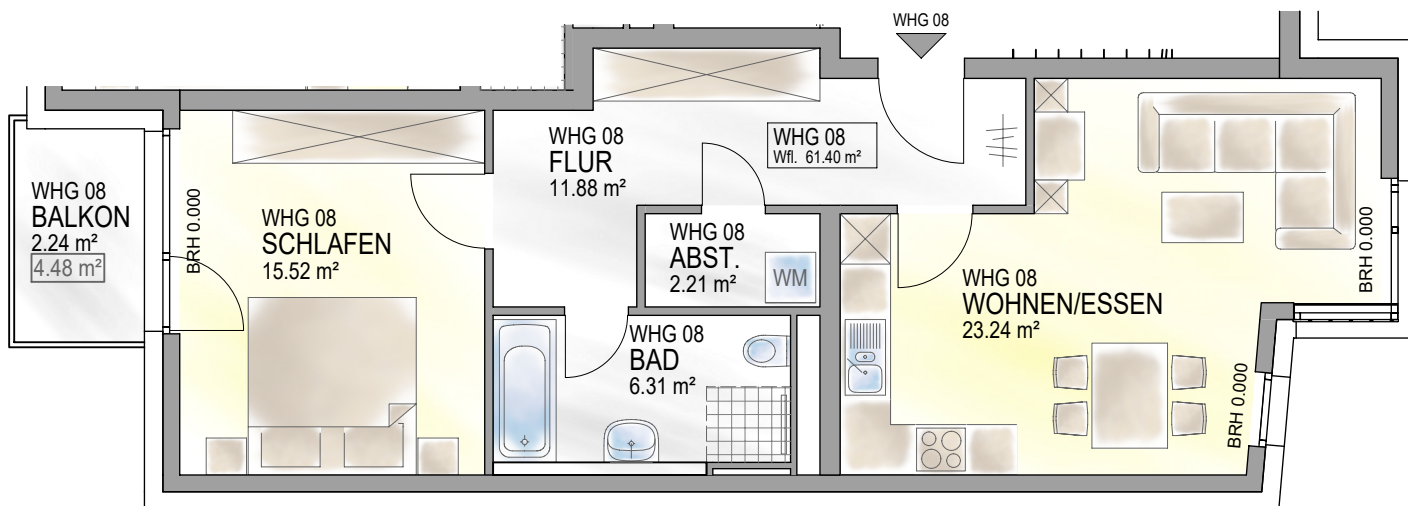 WHG 08
WHG 08
BALKON
2.24 m²
4.48 m²
BRH 0.000
WHG 08
SCHLAFEN
15.52 m²
WHG 08
FLUR
11.88 m²
WHG 08
Wfl. 61.40 m²
WHG 08
ABST.
2.21 m²
WM
WHG 08
BAD
6.31 m²
WHG 08
WOHNEN/ESSEN
23.24 m²
BRH 0.000
BRH 0.000